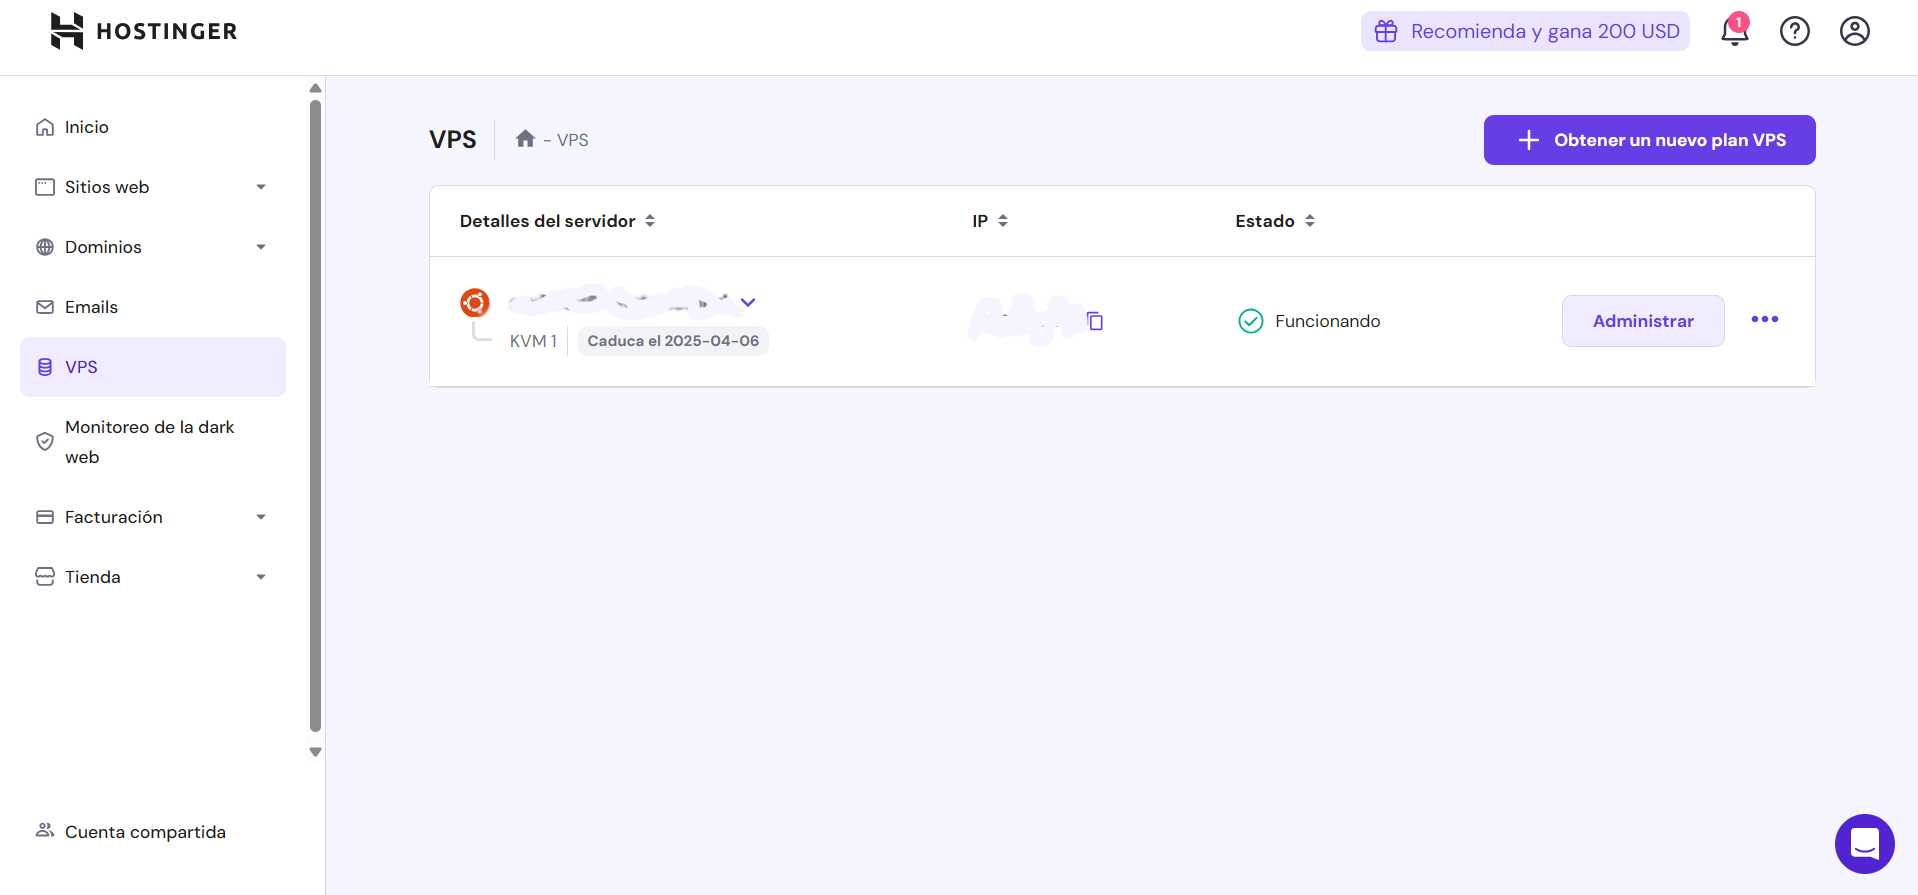 HOSTINGER
Recomienda y gana 200 USD
1
Inicio
Sitios web
Dominios
Emails
VPS
Monitoreo de la dark
web
Facturación
Tienda
Cuenta compartida
VPS
- VPS
Obtener un nuevo plan VPS
Detalles del servidor
IP
Estado
KVM 1
Caduca el 2025-04-06
Funcionando
Administrar